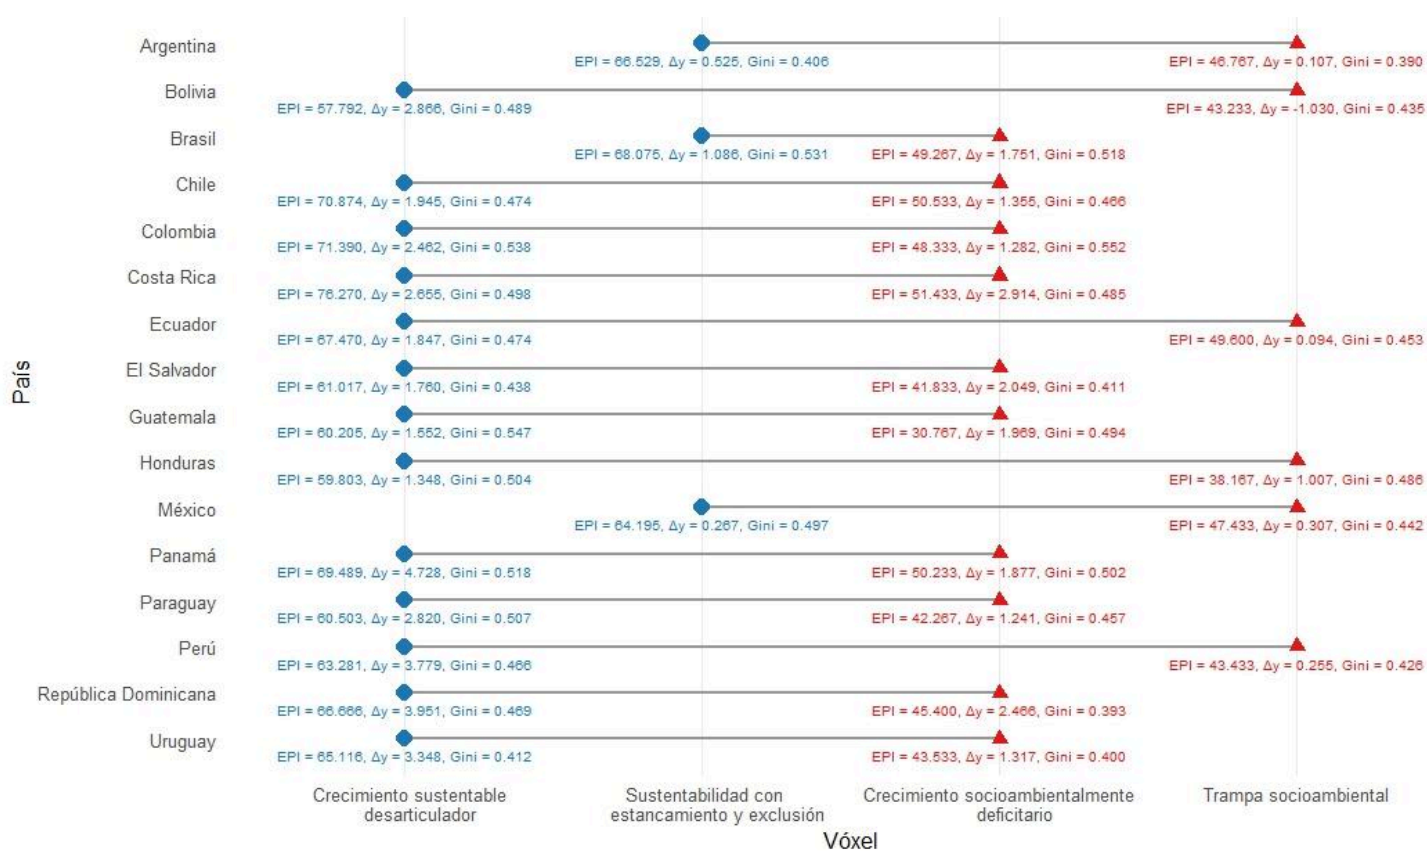 Argentina
EPI = 66.529, Δy = 0.525, Gini = 0.406
EPI = 46.767, Δy = 0.107, Gini = 0.390
Bolivia
EPI = 57.792, Δy = 2.866, Gini = 0.489
EPI = 43.233, Δy = -1.030, Gini = 0.435
Brasil
EPI = 68.075, Δy = 1.086, Gini = 0.531
EPI = 49.267, Δy = 1.751, Gini = 0.518
Chile
EPI = 70.874, Δy = 1.945, Gini = 0.474
EPI = 50.533, Δy = 1.355, Gini = 0.466
Colombia
EPI = 71.390, Δy = 2.462, Gini = 0.538
EPI = 48.333, Δy = 1.282, Gini = 0.552
Costa Rica
EPI = 76.270, Δy = 2.655, Gini = 0.498
EPI = 51.433, Δy = 2.914, Gini = 0.485
Ecuador
EPI = 67.470, Δy = 1.847, Gini = 0.474
EPI = 49.600, Δy = 0.094, Gini = 0.453
El Salvador
EPI = 61.017, Δy = 1.760, Gini = 0.438
EPI = 41.833, Δy = 2.049, Gini = 0.411
Guatemala
EPI = 60.205, Δy = 1.552, Gini = 0.547
EPI = 30.767, Δy = 1.969, Gini = 0.494
Honduras
EPI = 59.803, Δy = 1.348, Gini = 0.504
EPI = 38.167, Δy = 1.007, Gini = 0.486
México
EPI = 64.195, Δy = 0.267, Gini = 0.497
EPI = 47.433, Δy = 0.307, Gini = 0.442
Panamá
EPI = 69.489, Δy = 4.728, Gini = 0.518
EPI = 50.233, Δy = 1.877, Gini = 0.502
Paraguay
EPI = 60.503, Δy = 2.820, Gini = 0.507
EPI = 42.267, Δy = 1.241, Gini = 0.457
Perú
EPI = 63.281, Δy = 3.779, Gini = 0.466
EPI = 43.433, Δy = 0.255, Gini = 0.426
República Dominicana
EPI = 66.666, Δy = 3.951, Gini = 0.469
EPI = 45.400, Δy = 2.466, Gini = 0.393
Uruguay
EPI = 65.116, Δy = 3.348, Gini = 0.412
EPI = 43.533, Δy = 1.317, Gini = 0.400
País
Crecimiento sustentable
desarticulador
Sustentabilidad con
estancamiento y exclusión
Crecimiento socioambientalmente
deficitario
Trampa socioambiental
Vóxel